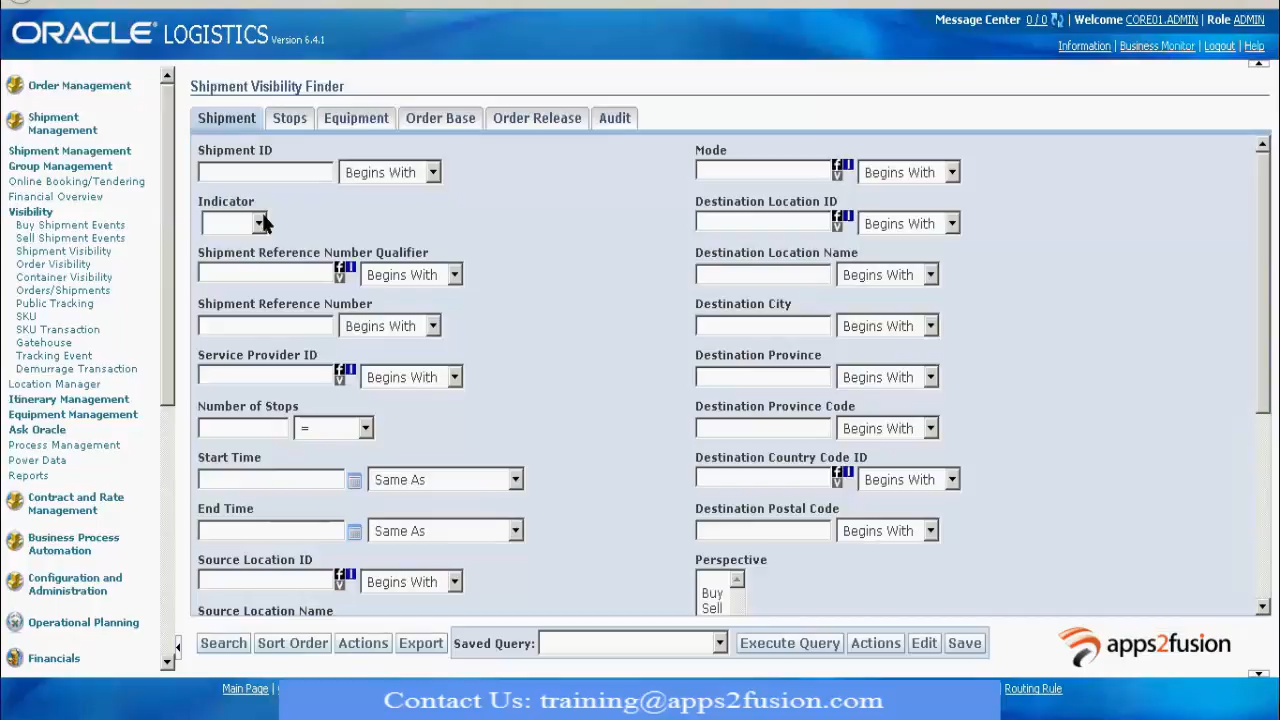 Message Center 0 / 0 | Welcome CORE01.ADMIN | Role ADMIN
ORACLE LOGISTICS Version 6.4.1
Information | Business Monitor | Logout | Help
Order Management
Shipment
Management
Shipment Management
Group Management
Online Booking/Tendering
Financial Overview
Visibility
Buy Shipment Events
Sell Shipment Events
Shipment Visibility
Order Visibility
Container Visibility
Orders/Shipments
Public Tracking
SKU
SKU Transaction
Gatehouse
Tracking Event
Demurrage Transaction
Location Manager
Itinerary Management
Equipment Management
Ask Oracle
Process Management
Power Data
Reports
Contract and Rate
Management
Business Process
Automation
Configuration and
Administration
Operational Planning
Financials
Shipment Visibility Finder
Shipment Stops Equipment Order Base Order Release Audit
Shipment ID
Begins With
Indicator
Shipment Reference Number Qualifier
Begins With
Shipment Reference Number
Begins With
Service Provider ID
Begins With
Number of Stops
=
Start Time
Same As
End Time
Same As
Source Location ID
Begins With
Source Location Name
Mode
Begins With
Destination Location ID
Begins With
Destination Location Name
Begins With
Destination City
Begins With
Destination Province
Begins With
Destination Province Code
Begins With
Destination Country Code ID
Begins With
Destination Postal Code
Begins With
Perspective
Buy
Sell
Search Sort Order Actions Export Saved Query: Execute Query Actions Edit Save
apps2fusion
Main Page | Routing Rule
Contact Us: training@apps2fusion.com